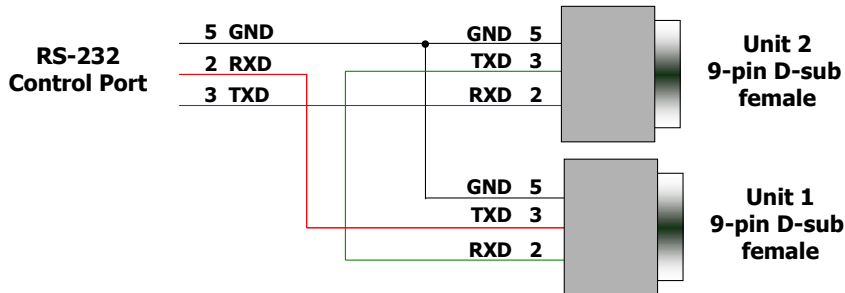 RS-232
Control Port
5 GND
2 RXD
3 TXD
GND 5
TXD 3
RXD 2
Unit 2
9-pin D-sub
female
GND 5
TXD 3
RXD 2
Unit 1
9-pin D-sub
female